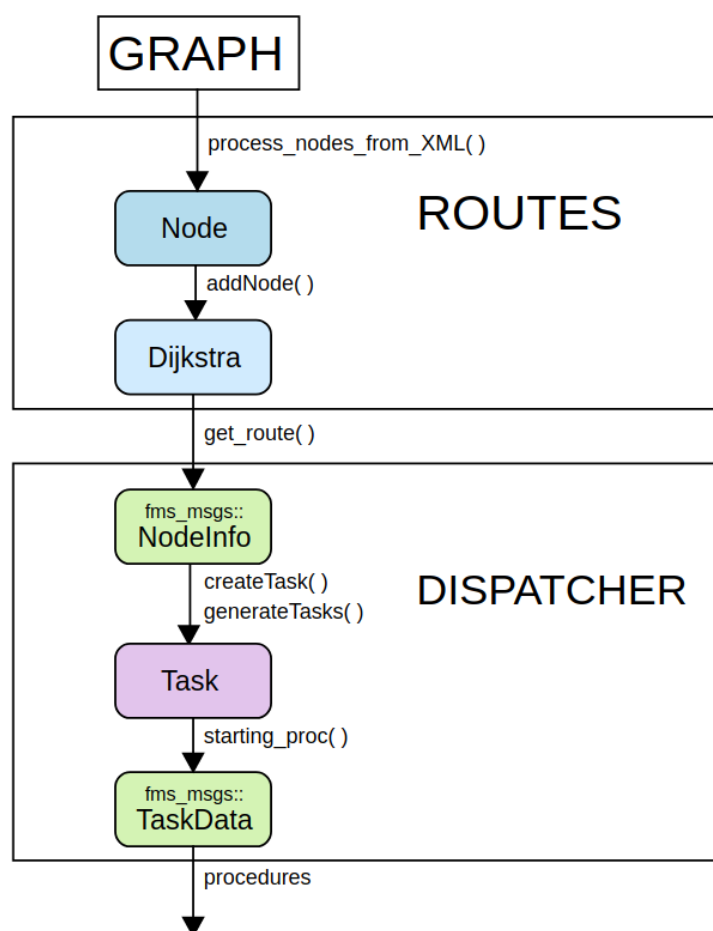 GRAPH
process_nodes_from_XML( )
ROUTES
Node
addNode( )
Dijkstra
get_route( )
fms_msgs::
NodeInfo
createTask( )
DISPATCHER
generateTasks( )
Task
starting_proc( )
fms_msgs::
TaskData
procedures